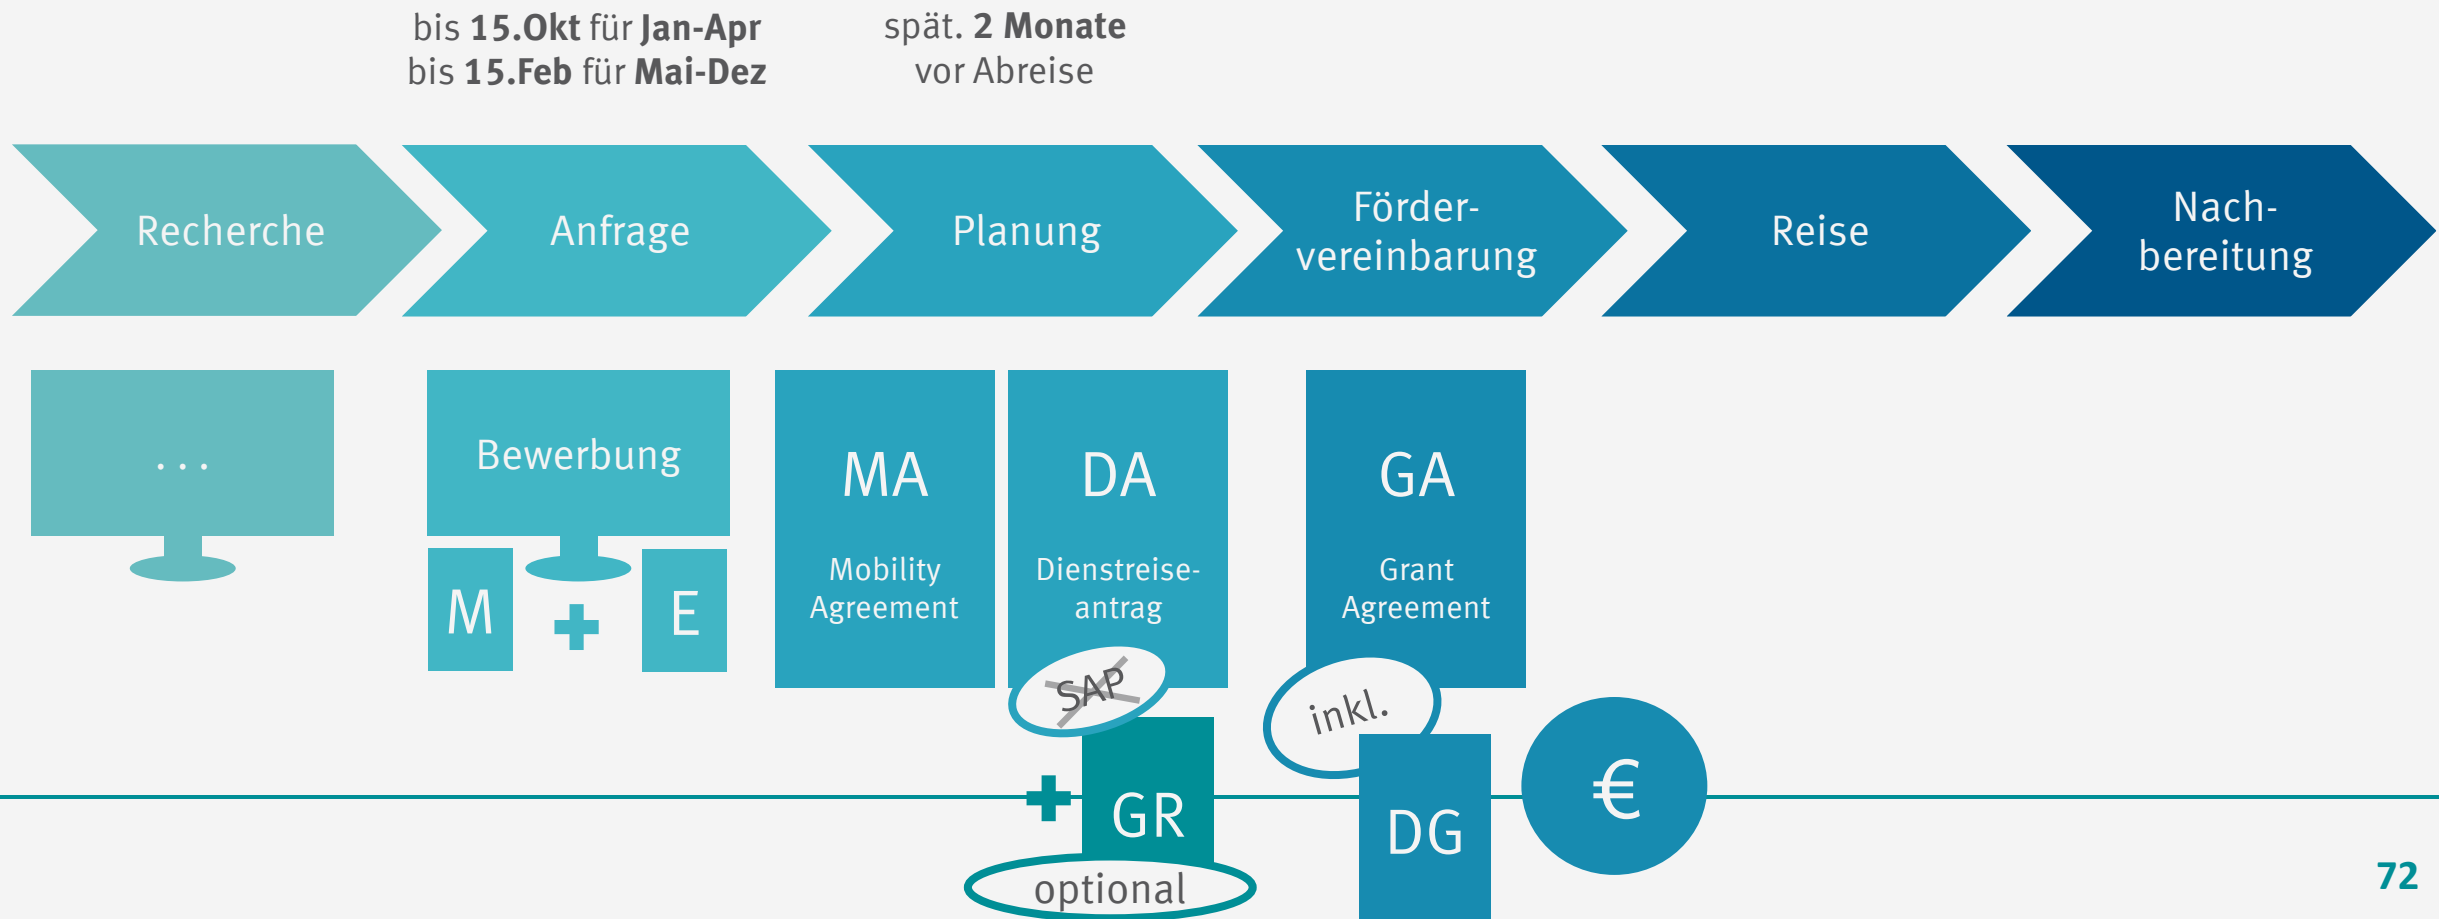 bis 15.Okt für Jan-Apr
bis 15.Feb für Mai-Dez
spät. 2 Monate
vor Abreise
Recherche
Anfrage
Planung
Förder-
vereinbarung
Reise
Nach-
bereitung
...
Bewerbung
M
+
E
MA
Mobility
Agreement
DA
Dienstreise-
antrag
SAP
+
GR
optional
GA
Grant
Agreement
inkl.
DG
€
72